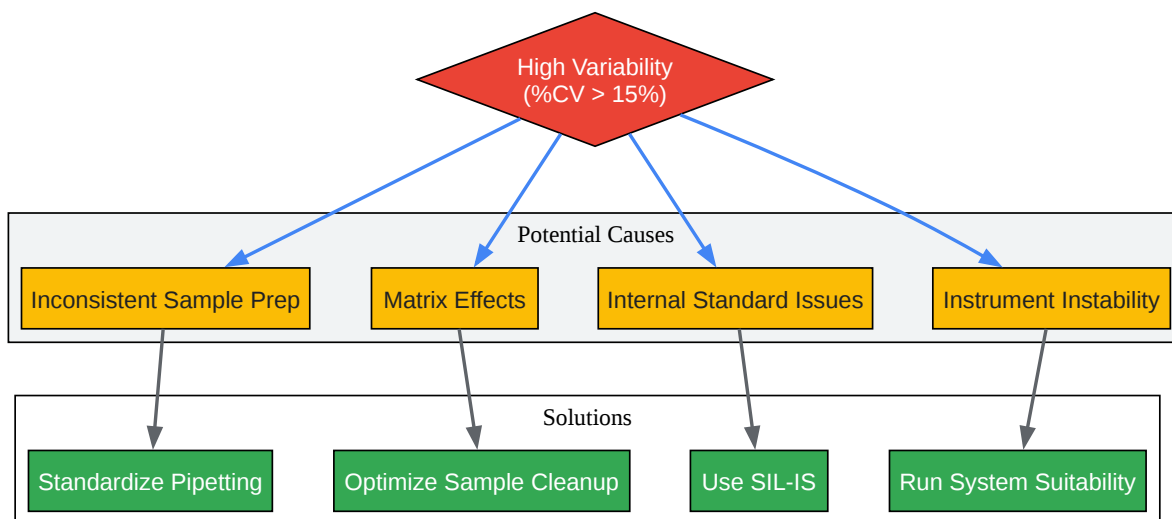 High Variability
(%CV > 15%)
Potential Causes
Inconsistent Sample Prep
Matrix Effects
Internal Standard Issues
Instrument Instability
Solutions
Standardize Pipetting
Optimize Sample Cleanup
Use SIL-IS
Run System Suitability